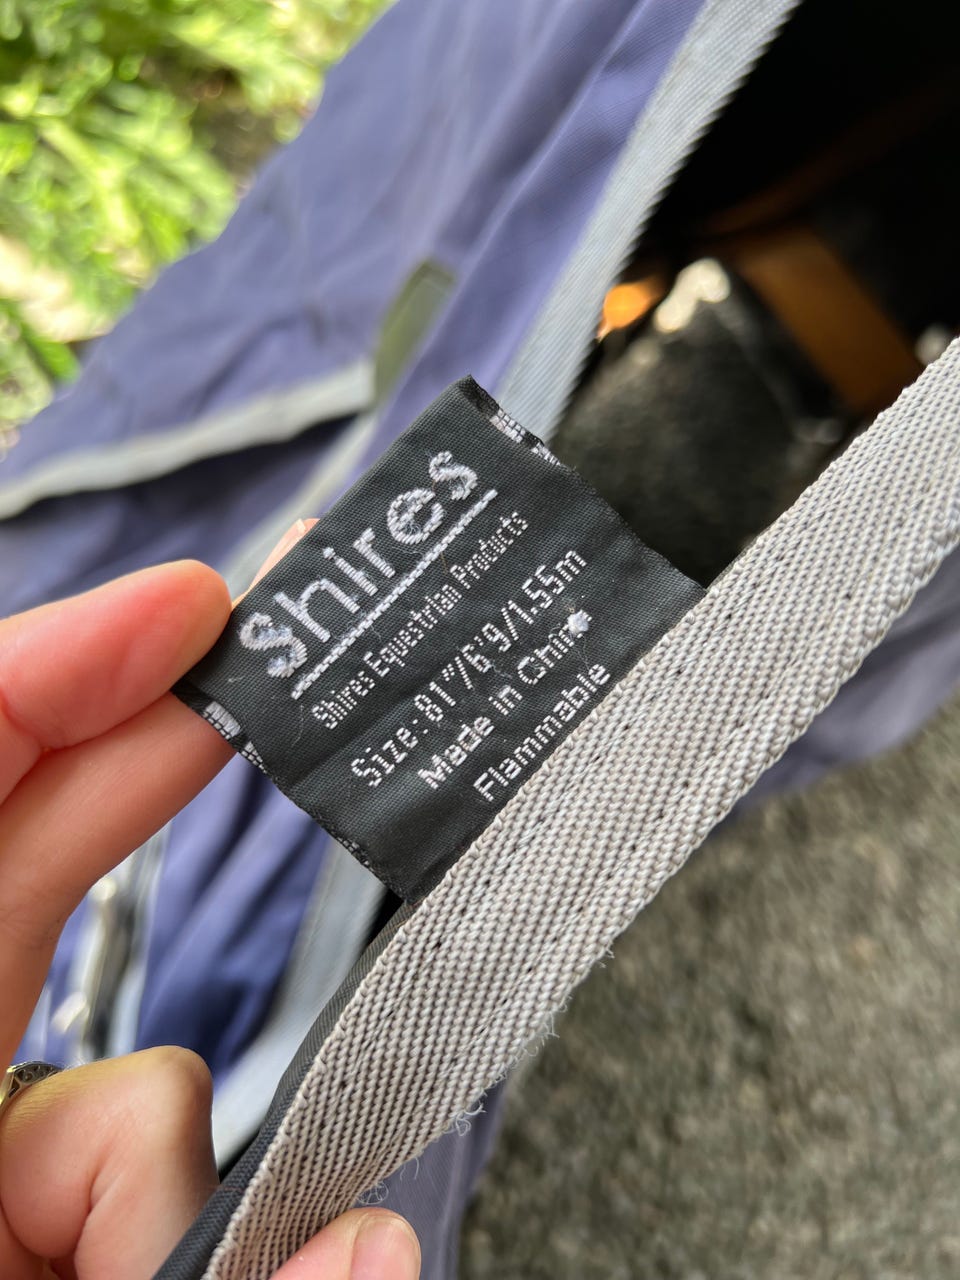 Shires
Shires Equestrian Products
Size:81"/6'9/1.55m
Made in China
Flammable